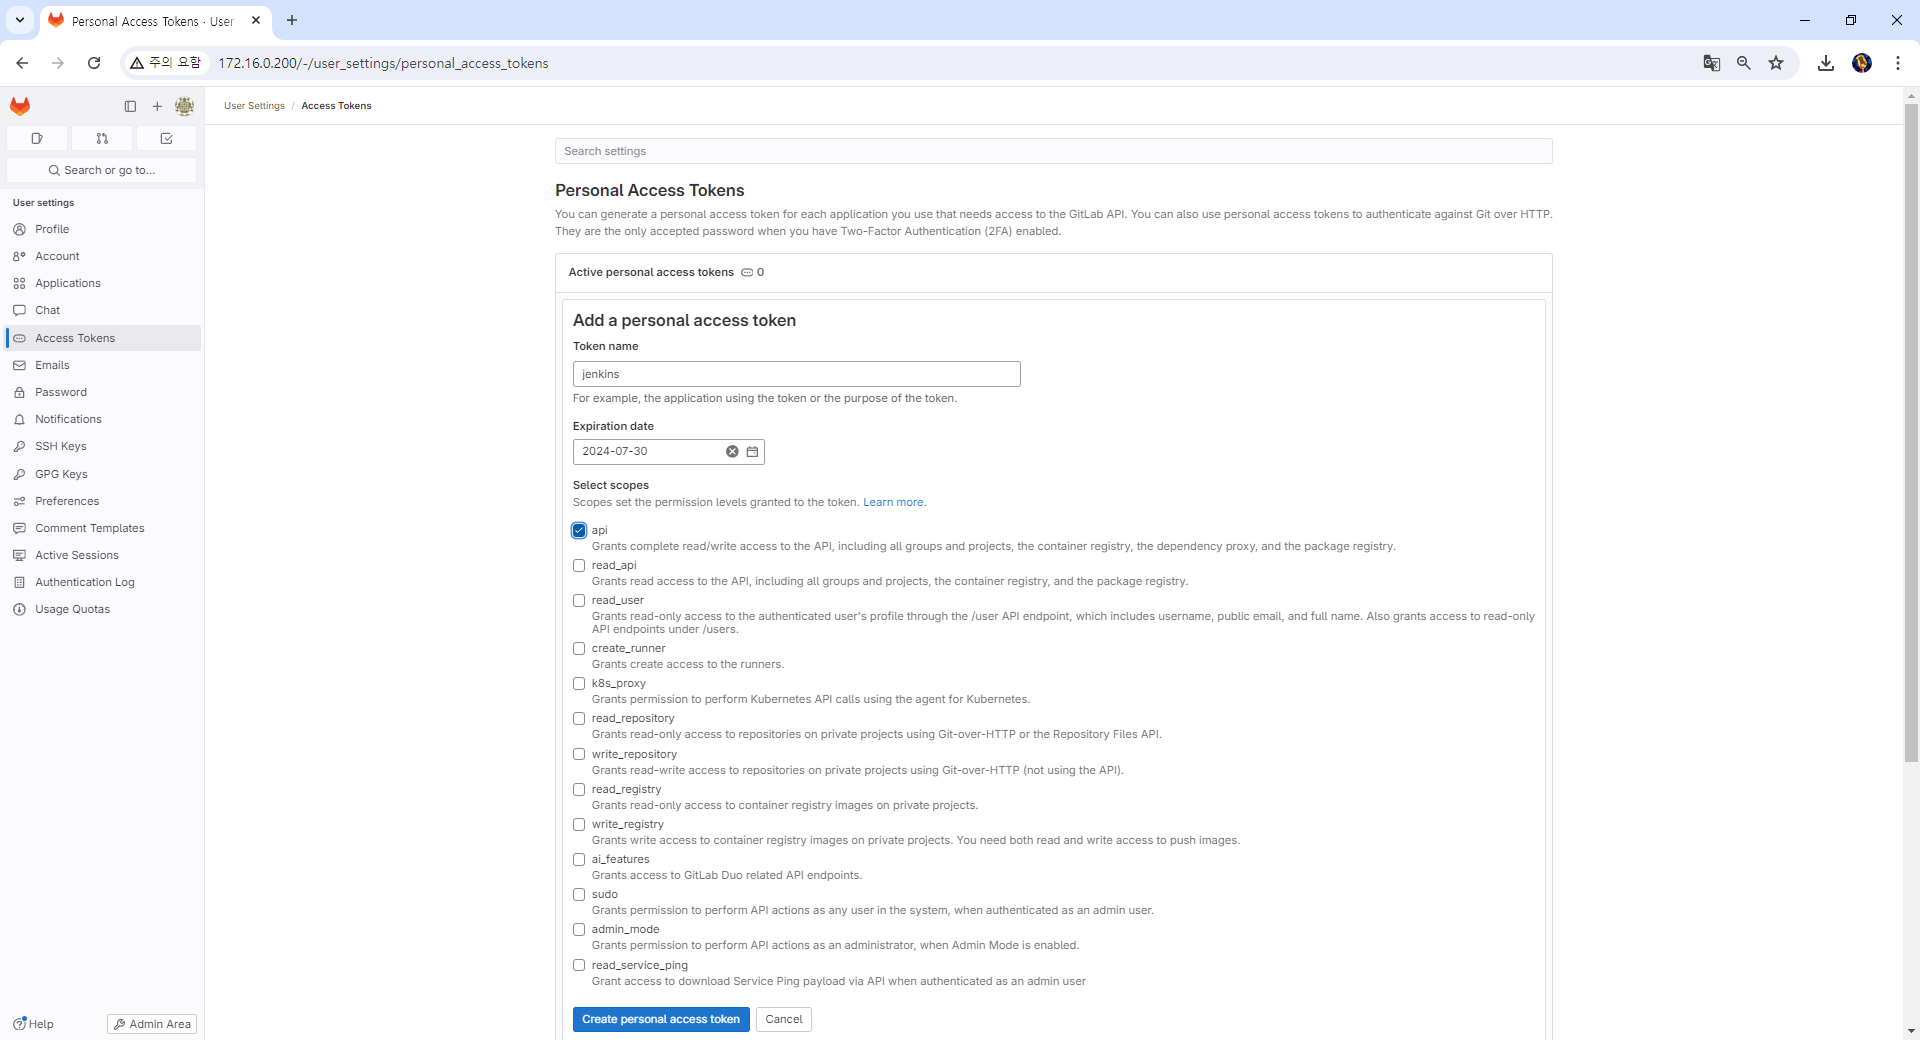 Personal Access Tokens · User
주의 요함
172.16.0.200/-/user_settings/personal_access_tokens
User Settings / Access Tokens
Search or go to...
User settings
Profile
Account
Applications
Chat
Access Tokens
Emails
Password
Notifications
SSH Keys
GPG Keys
Preferences
Comment Templates
Active Sessions
Authentication Log
Usage Quotas
Help
Admin Area
Search settings
Personal Access Tokens
You can generate a personal access token for each application you use that needs access to the GitLab API. You can also use personal access tokens to authenticate against Git over HTTP.
They are the only accepted password when you have Two-Factor Authentication (2FA) enabled.
Active personal access tokens 0
Add a personal access token
Token name
jenkins
For example, the application using the token or the purpose of the token.
Expiration date
2024-07-30
Select scopes
Scopes set the permission levels granted to the token. Learn more.
api
Grants complete read/write access to the API, including all groups and projects, the container registry, the dependency proxy, and the package registry.
read_api
Grants read access to the API, including all groups and projects, the container registry, and the package registry.
read_user
Grants read-only access to the authenticated user's profile through the /user API endpoint, which includes username, public email, and full name. Also grants access to read-only
API endpoints under /users.
create_runner
Grants create access to the runners.
k8s_proxy
Grants permission to perform Kubernetes API calls using the agent for Kubernetes.
read_repository
Grants read-only access to repositories on private projects using Git-over-HTTP or the Repository Files API.
write_repository
Grants read-write access to repositories on private projects using Git-over-HTTP (not using the API).
read_registry
Grants read-only access to container registry images on private projects.
write_registry
Grants write access to container registry images on private projects. You need both read and write access to push images.
ai_features
Grants access to GitLab Duo related API endpoints.
sudo
Grants permission to perform API actions as any user in the system, when authenticated as an admin user.
admin_mode
Grants permission to perform API actions as an administrator, when Admin Mode is enabled.
read_service_ping
Grant access to download Service Ping payload via API when authenticated as an admin user
Create personal access token
Cancel